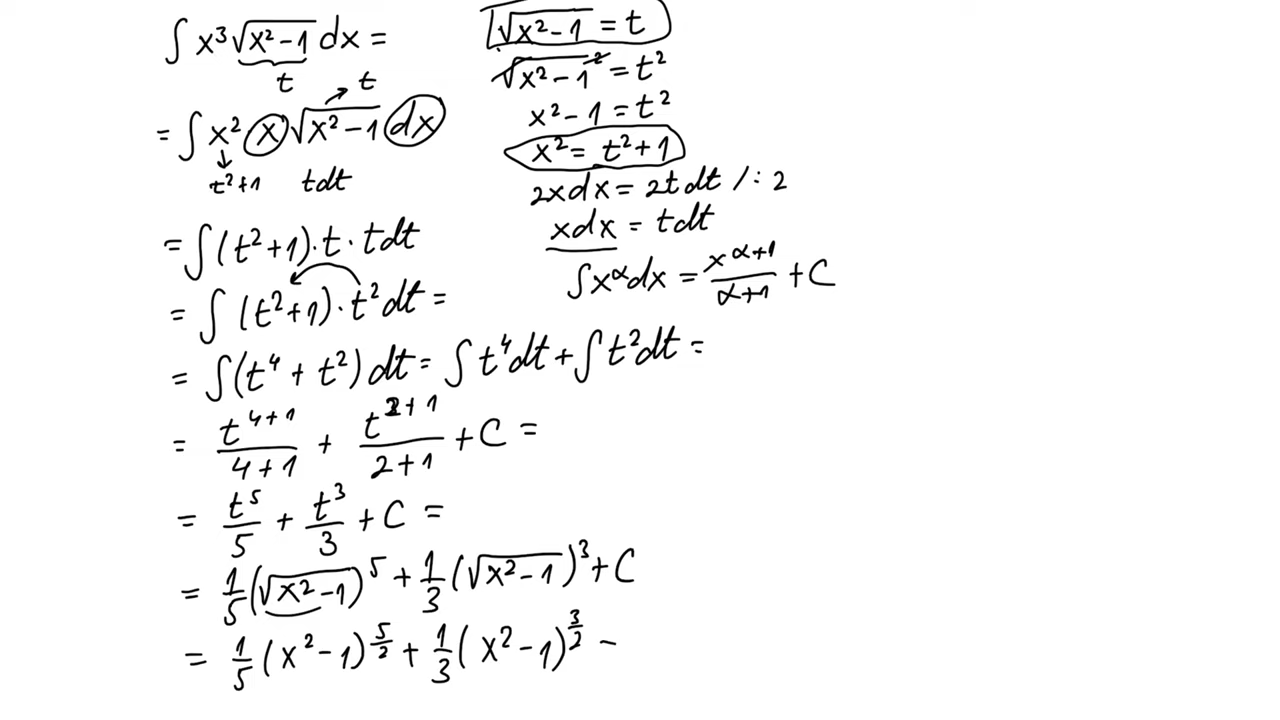 ∫ x³ √(x²−1) dx =
t
t
= ∫ x² x √(x²−1) dx
t²+1 tdt
= ∫ (t²+1) · t · tdt
= ∫ (t²+1) · t² dt =
= ∫ (t⁴ + t²) dt = ∫ t⁴dt + ∫ t²dt =
= t⁴⁺¹/(4+1) + t²⁺¹/(2+1) + C =
= t⁵/5 + t³/3 + C =
= 1/5 (√(x²−1))⁵ + 1/3 (√(x²−1))³ + C
= 1/5 (x²−1)^(5/2) + 1/3 (x²−1)^(3/2) −
√(x²−1) = t
√(x²−1)² = t²
x²−1 = t²
x² = t²+1
2xdx = 2tdt /: 2
xdx = tdt
∫x^α dx = x^(α+1)/(α+1) + C